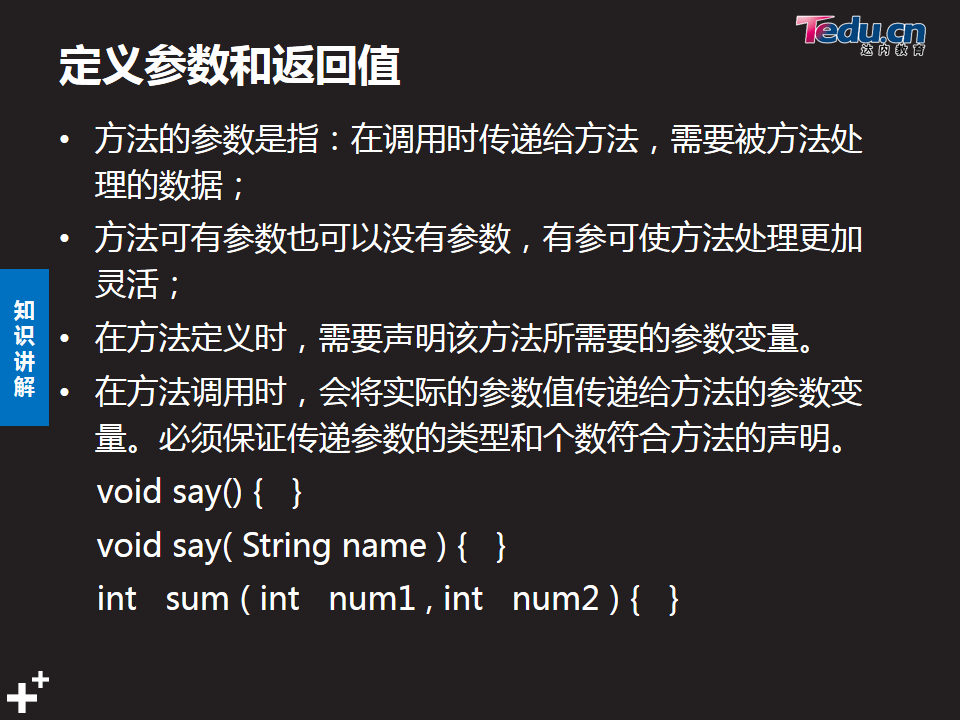 Tedu.cn
达内教育
定义参数和返回值
• 方法的参数是指：在调用时传递给方法，需要被方法处
理的数据；
• 方法可有参数也可以没有参数，有参可使方法处理更加
灵活；
• 在方法定义时，需要声明该方法所需要的参数变量。
• 在方法调用时，会将实际的参数值传递给方法的参数变
量。必须保证传递参数的类型和个数符合方法的声明。
void say() {   }
void say( String name ) {   }
int   sum ( int   num1 , int   num2 ) {   }
知
识
讲
解